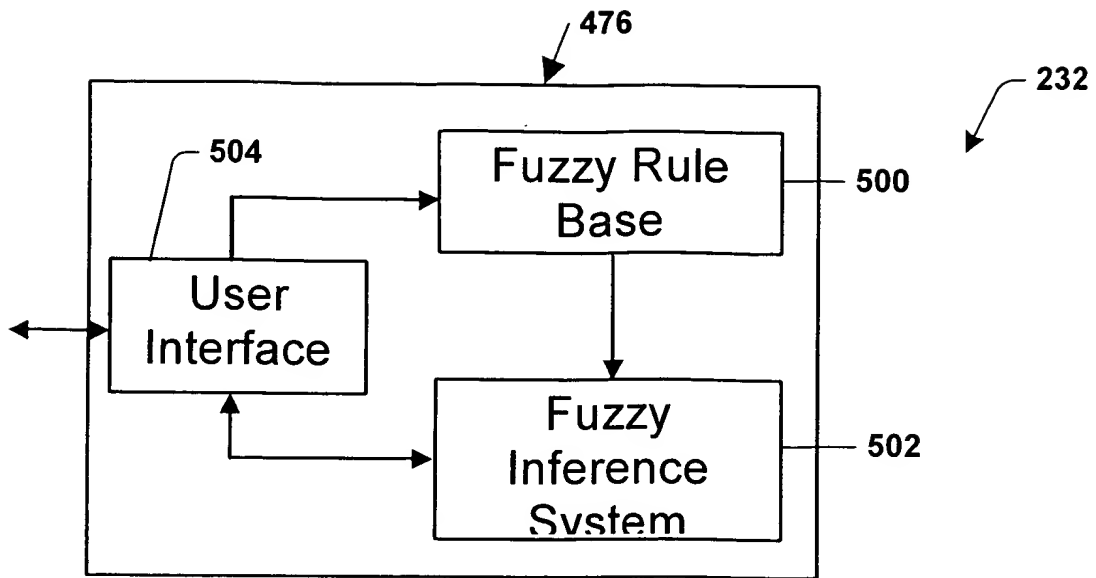 476
232
504
Fuzzy Rule
Base
500
User
Interface
Fuzzy
Inference
System
502